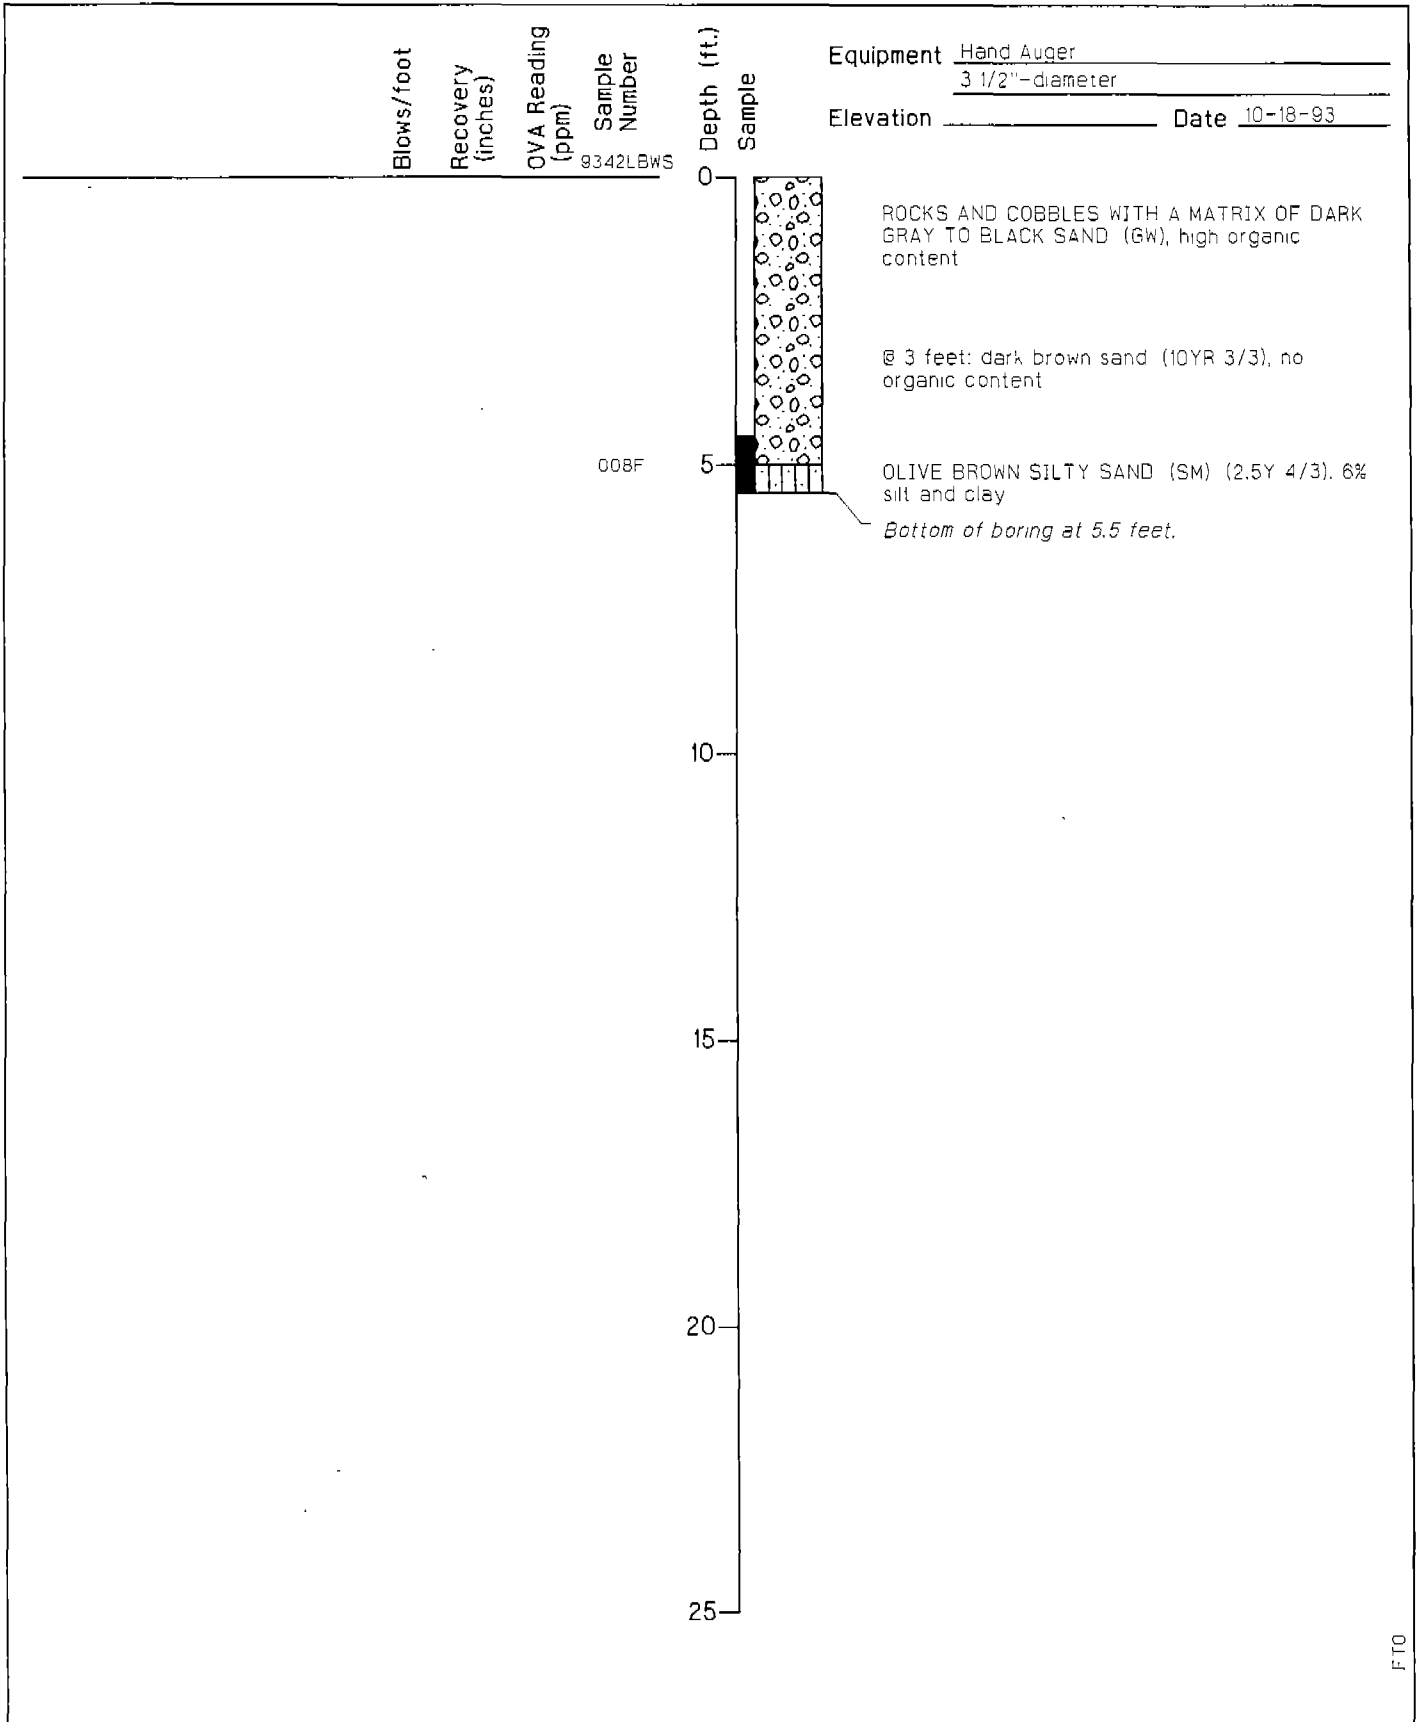 Blows/foot
Recovery
(inches)
OVA Reading
(ppm)
Sample
Number
9342LBWS
Depth (ft.)
Sample
Equipment Hand Auger
3 1/2"-diameter
Elevation Date 10-18-93
0
ROCKS AND COBBLES WITH A MATRIX OF DARK
GRAY TO BLACK SAND (GW), high organic
content
@ 3 feet: dark brown sand (10YR 3/3), no
organic content
008F
5
OLIVE BROWN SILTY SAND (SM) (2.5Y 4/3). 6%
silt and clay
Bottom of boring at 5.5 feet.
10
15
20
25
FTO